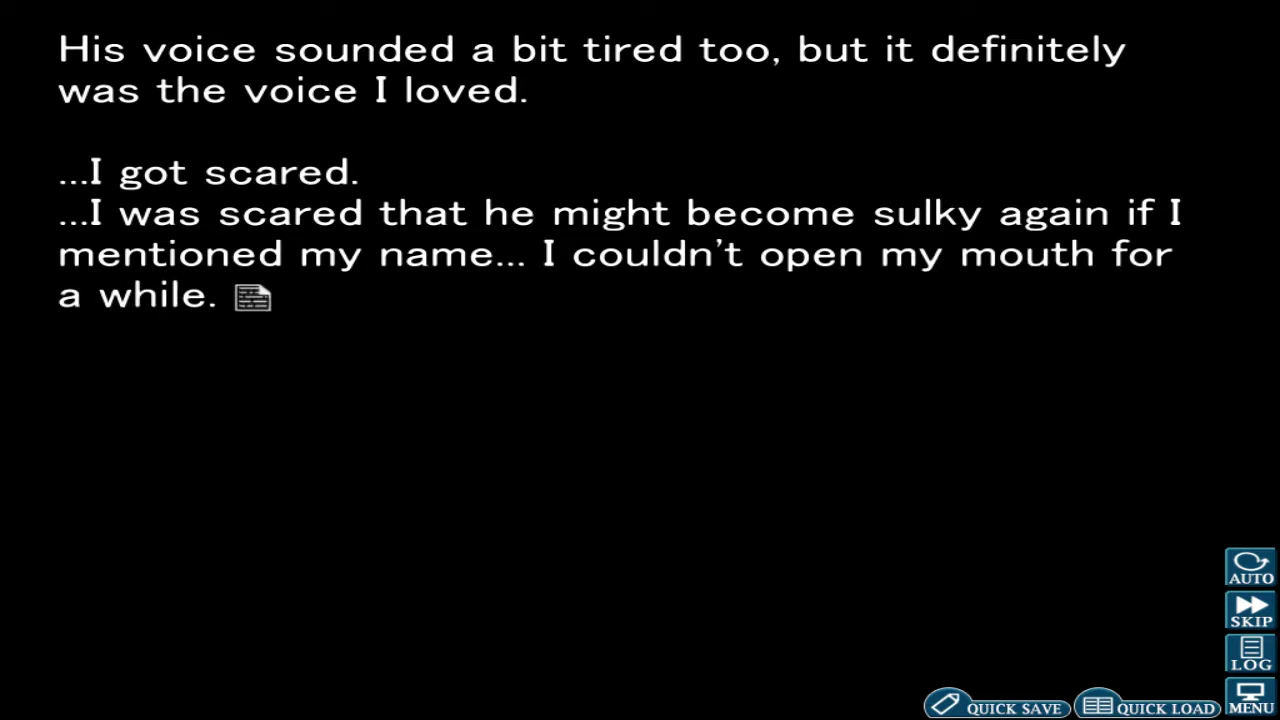 His voice sounded a bit tired too, but it definitely
was the voice I loved.
...I got scared.
...I was scared that he might become sulky again if I
mentioned my name... I couldn't open my mouth for
a while.
AUTO
SKIP
LOG
MENU
QUICK SAVE
QUICK LOAD